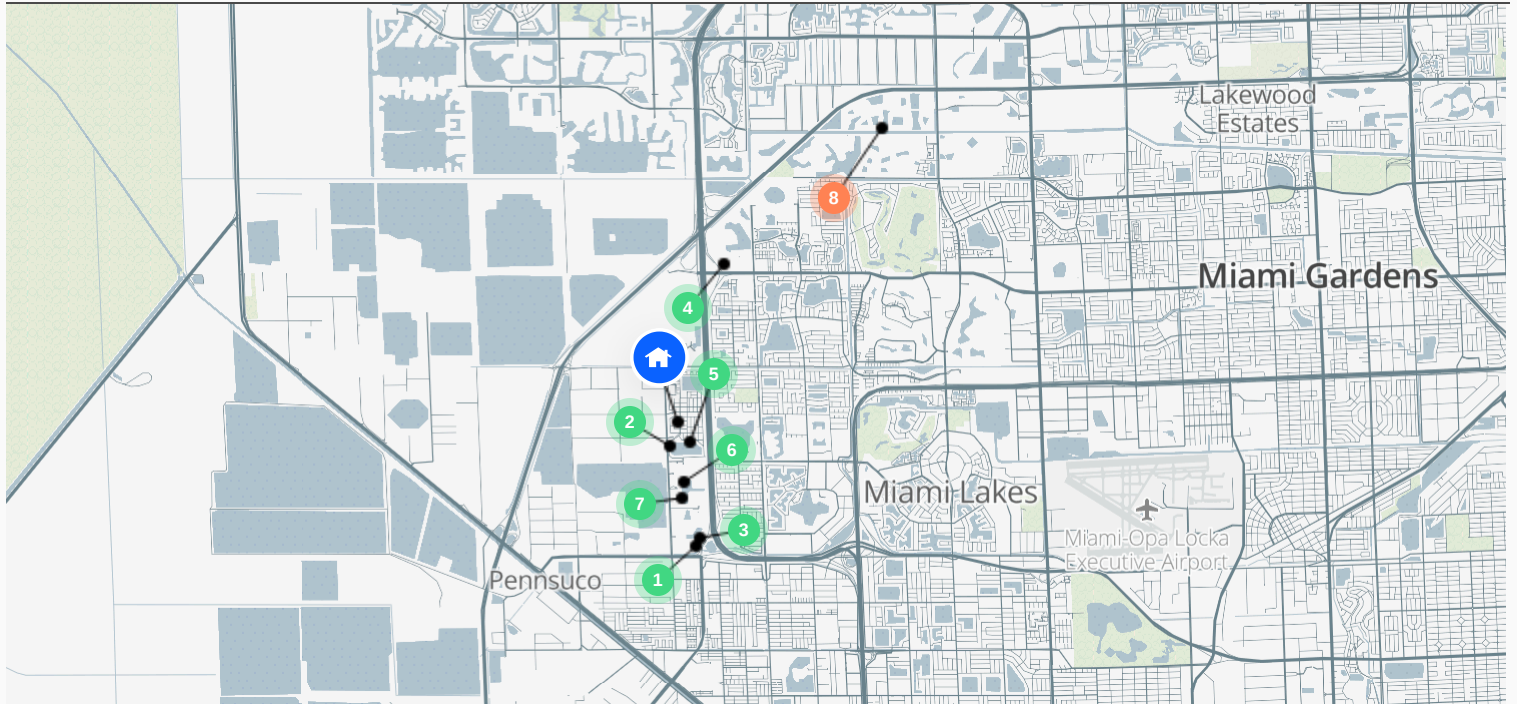 Lakewood
Estates
8
Miami Gardens
4
5
2
6
Miami Lakes
7
3
Miami-Opa Locka
Executive Airport
Pennsuco
1